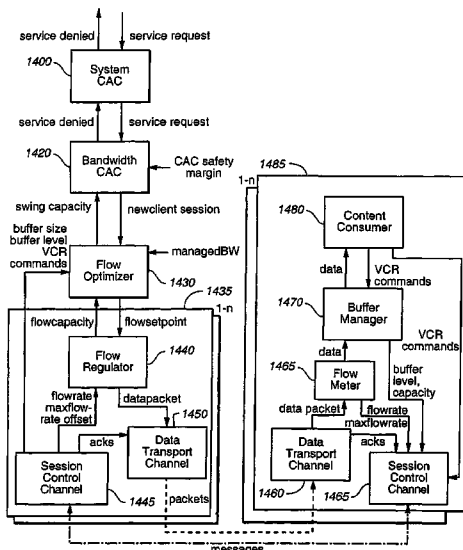 service denied
service request
1400
System
CAC
service denied
service request
1420
Bandwidth
CAC
CAC safety
margin
swing capacity
newclient session
buffer size
buffer level
VCR
commands
managedBW
Flow
Optimizer
1430
1435
1-n
flowcapacity
flowsetpoint
Flow
Regulator
1440
flowrate
maxflow-
rate offset
datapacket
1450
acks
Data
Transport
Channel
Session
Control
Channel
1445
packets
messages
1485
1-n
1480
Content
Consumer
data
VCR
commands
1470
Buffer
Manager
VCR
commands
data
1465
Flow
Meter
buffer
level,
capacity
data packet
flowrate
maxflowrate
acks
Data
Transport
Channel
1460
Session
Control
Channel
1465